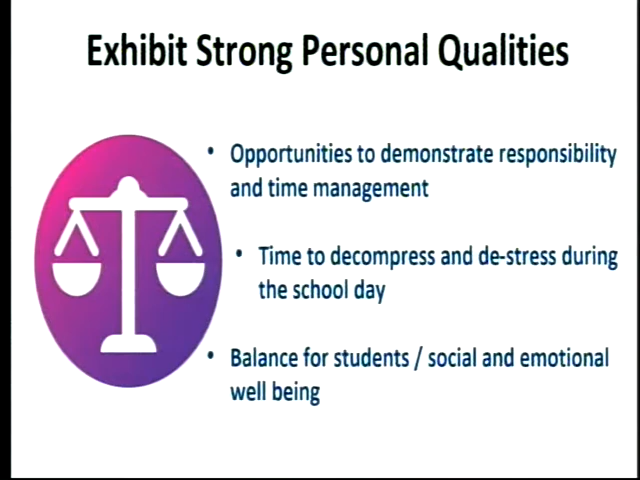 Exhibit Strong Personal Qualities
• Opportunities to demonstrate responsibility
and time management
• Time to decompress and de-stress during
the school day
• Balance for students / social and emotional
well being